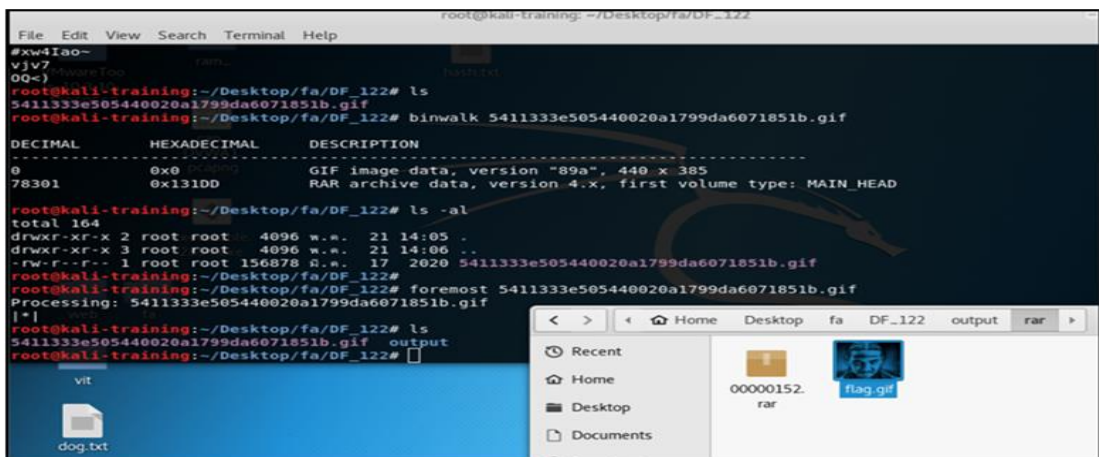 root@kali-training: ~/Desktop/fa/DF_122
File Edit View Search Terminal Help
#xw4Iao~
vjv7
0Q<)
root@kali-training:~/Desktop/fa/DF_122# ls
5411333e505440020a1799da6071851b.gif
root@kali-training:~/Desktop/fa/DF_122# binwalk 5411333e505440020a1799da6071851b.gif
DECIMAL HEXADECIMAL DESCRIPTION
--------------------------------------------------------------------------------
0 0x0 GIF image data, version "89a", 440 x 385
78301 0x131DD RAR archive data, version 4.x, first volume type: MAIN_HEAD
root@kali-training:~/Desktop/fa/DF_122# ls -al
total 164
drwxr-xr-x 2 root root 4096 พ.ค. 21 14:05 .
drwxr-xr-x 3 root root 4096 พ.ค. 21 14:06 ..
-rw-r--r-- 1 root root 156878 มิ.ค. 17 2020 5411333e505440020a1799da6071851b.gif
root@kali-training:~/Desktop/fa/DF_122#
root@kali-training:~/Desktop/fa/DF_122# foremost 5411333e505440020a1799da6071851b.gif
Processing: 5411333e505440020a1799da6071851b.gif
|*|
root@kali-training:~/Desktop/fa/DF_122# ls
5411333e505440020a1799da6071851b.gif output
root@kali-training:~/Desktop/fa/DF_122#
vit
dog.txt
Home Desktop fa DF_122 output rar
Recent
Home
Desktop
Documents
00000152.
rar
flag.gif